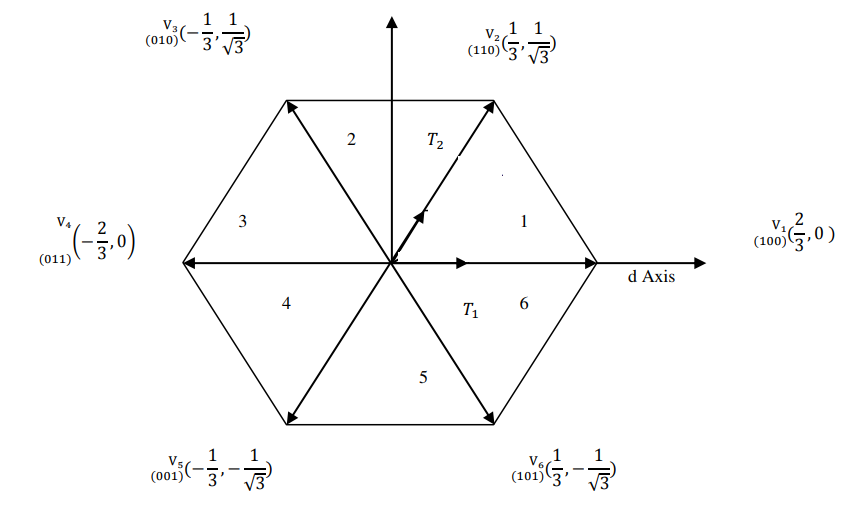 V₃ (010) (-1/3, 1/√3)
V₂ (110) (1/3, 1/√3)
2
T₂
3
1
V₄ (011) (-2/3, 0)
V₁ (100) (2/3, 0)
d Axis
4
T₁
6
5
V₅ (001) (-1/3, -1/√3)
V₆ (101) (1/3, -1/√3)